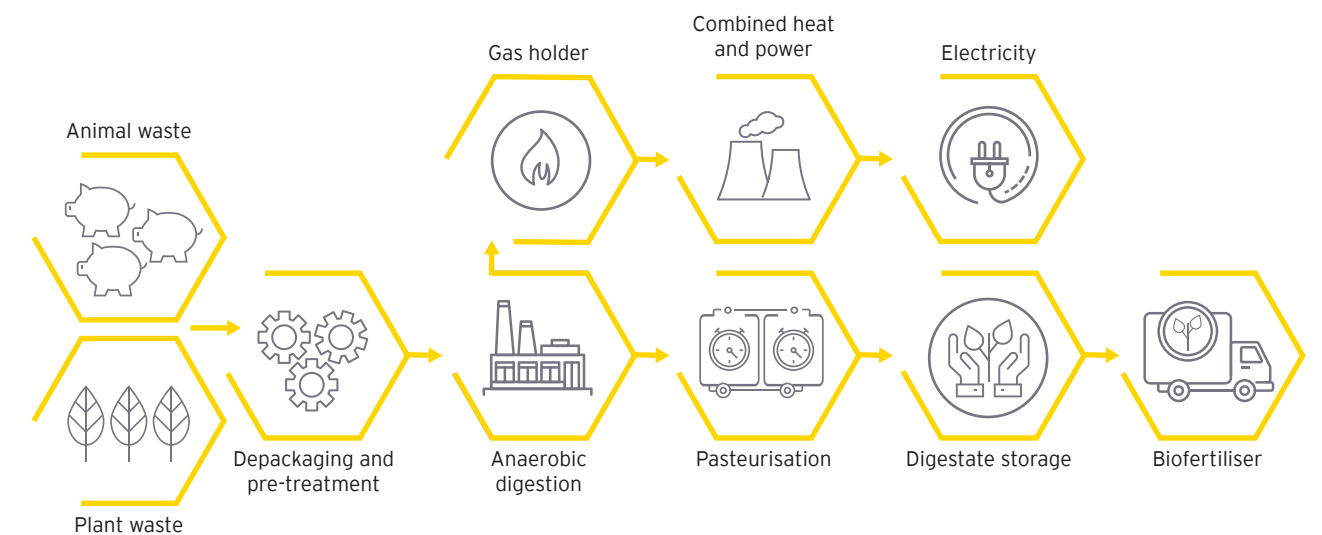 Combined heat
and power
Gas holder
Electricity
Animal waste
Depackaging and
pre-treatment
Anaerobic
digestion
Pasteurisation
Digestate storage
Biofertiliser
Plant waste